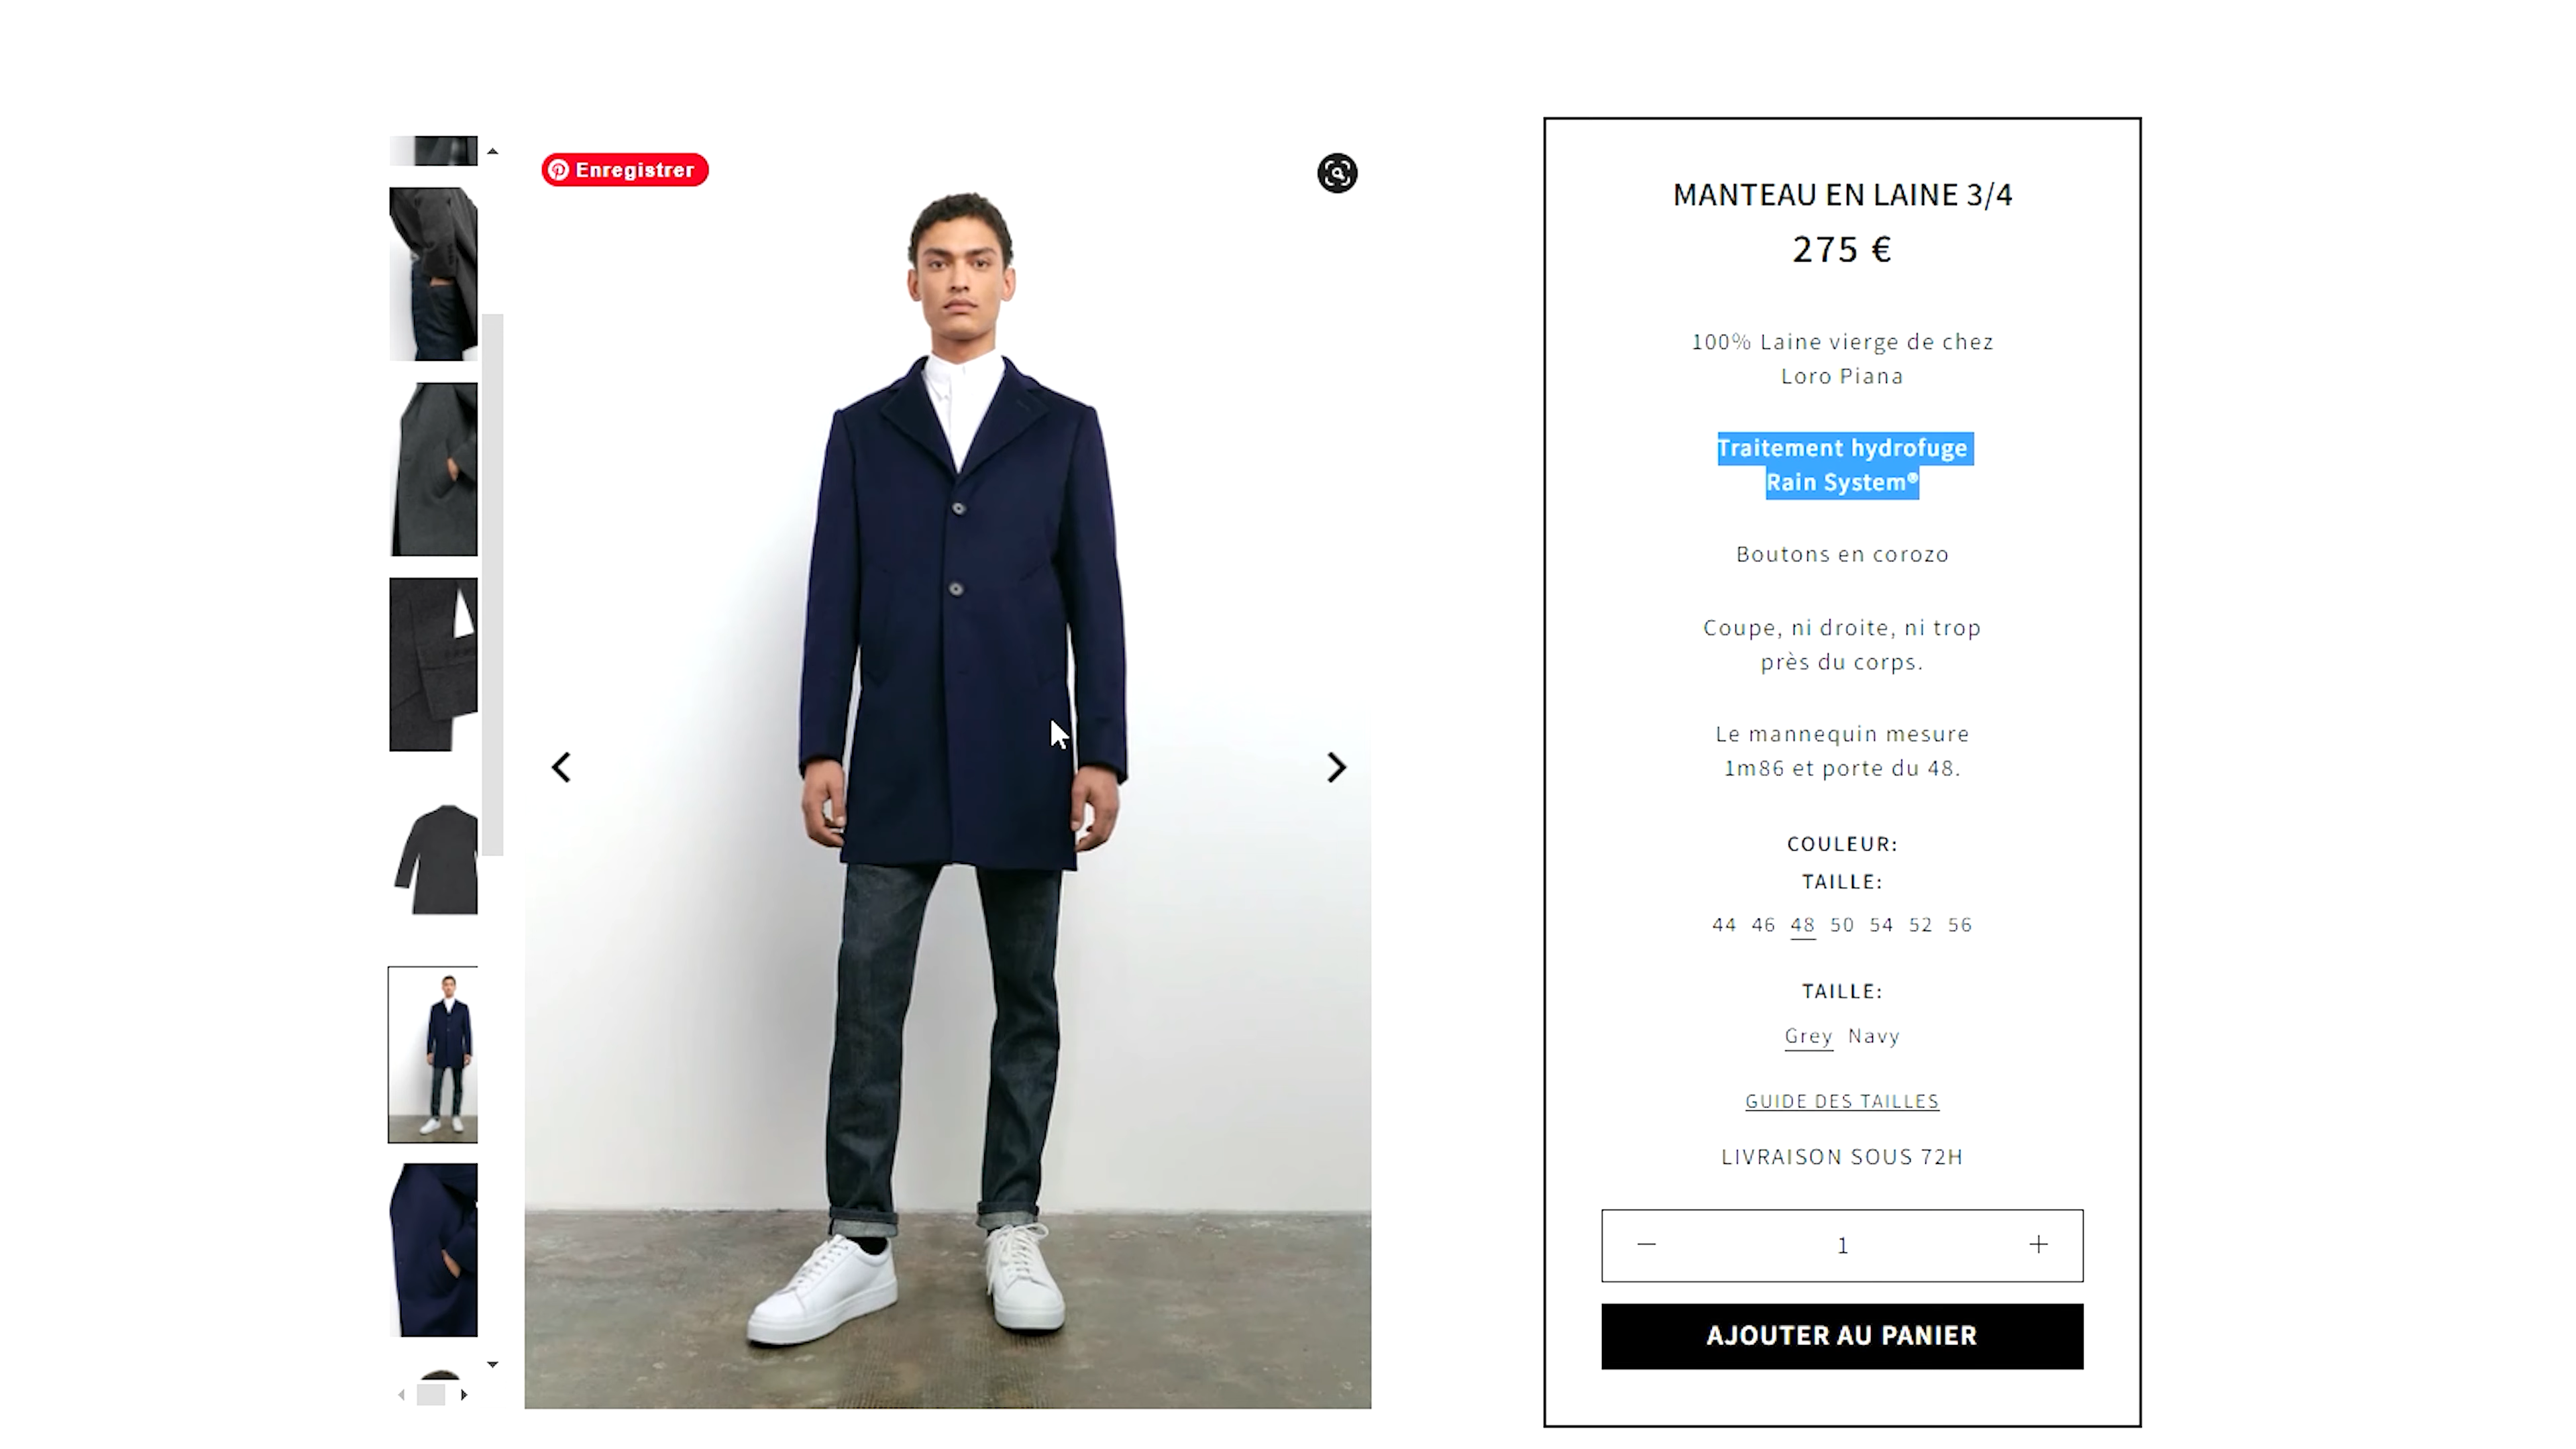 Enregistrer
MANTEAU EN LAINE 3/4
275 €
100% Laine vierge de chez
Loro Piana
Traitement hydrofuge
Rain System®
Boutons en corozo
Coupe, ni droite, ni trop
près du corps.
Le mannequin mesure
1m86 et porte du 48.
COULEUR:
TAILLE:
44 46 48 50 54 52 56
TAILLE:
Grey Navy
GUIDE DES TAILLES
LIVRAISON SOUS 72H
1
AJOUTER AU PANIER